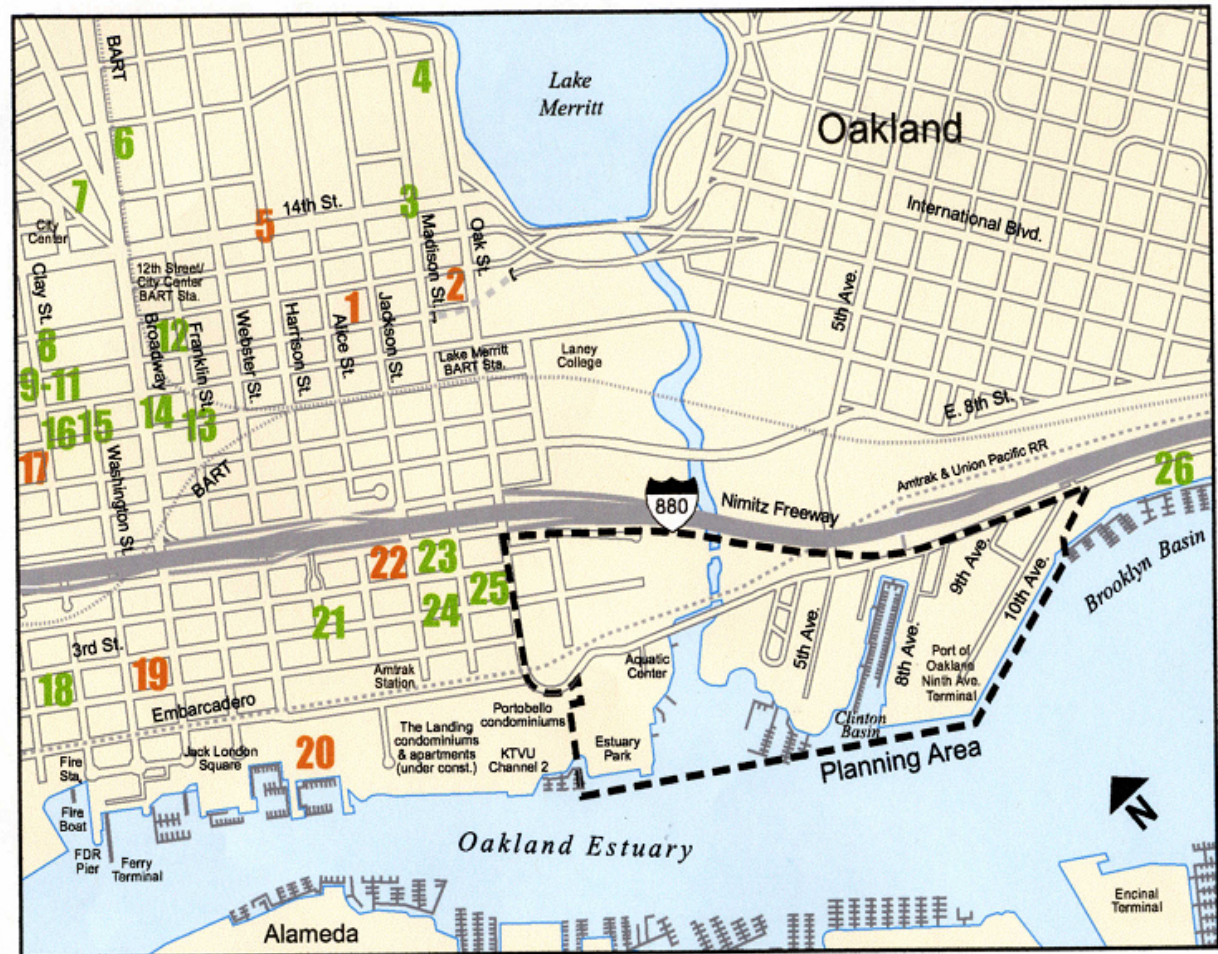 BART
4
Lake
Merritt
Oakland
6
7
City
Center
5
14th St.
3
Madison St.
Oak St.
International Blvd.
Clay St.
12th Street/
City Center
BART Sta.
2
1
5th Ave.
8
Broadway
12
Franklin St.
Webster St.
Harrison St.
Alice St.
Jackson St.
Lake Merritt
BART Sta.
Laney
College
9-11
16
15
14
13
E. 8th St.
17
Washington St.
BART
Amtrak & Union Pacific RR
26
880
Nimitz Freeway
22
23
25
24
21
9th Ave.
10th Ave.
Brooklyn Basin
3rd St.
18
19
Embarcadero
Amtrak
Station
Aquatic
Center
5th Ave.
8th Ave.
Port of
Oakland
Ninth Ave.
Terminal
Clinton
Basin
Portobello
condominiums
The Landing
condominiums
& apartments
(under const.)
KTVU
Channel 2
Estuary
Park
Planning Area
Jack London
Square
20
Fire
Sta.
Fire
Boat
FDR
Pier
Ferry
Terminal
Oakland Estuary
N
Encinal
Terminal
Alameda